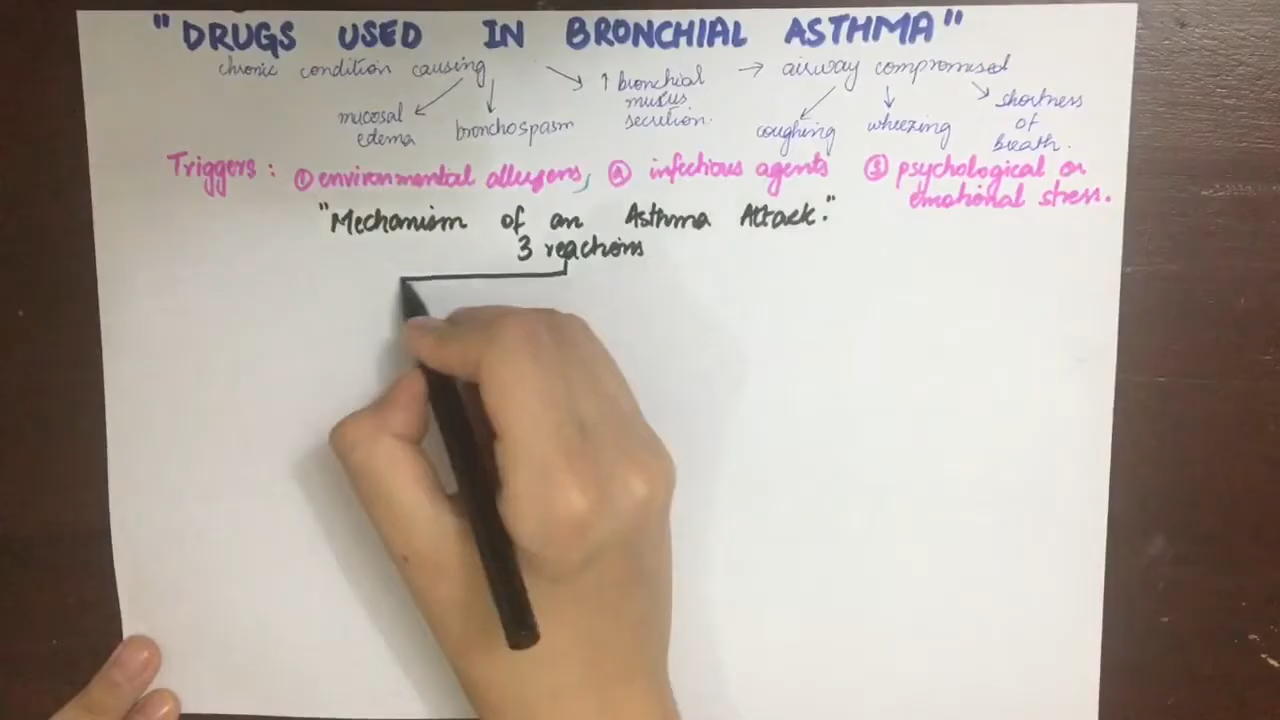 "DRUGS USED IN BRONCHIAL ASTHMA"
chronic condition causing
mucosal edema
bronchospasm
↑ bronchial mucus secretion.
→ airway compromised
coughing
wheezing
shortness of breath.
Triggers: ① environmental allergens, ② infectious agents ③ psychological or emotional stress.
"Mechanism of an Asthma Attack."
3 reactions